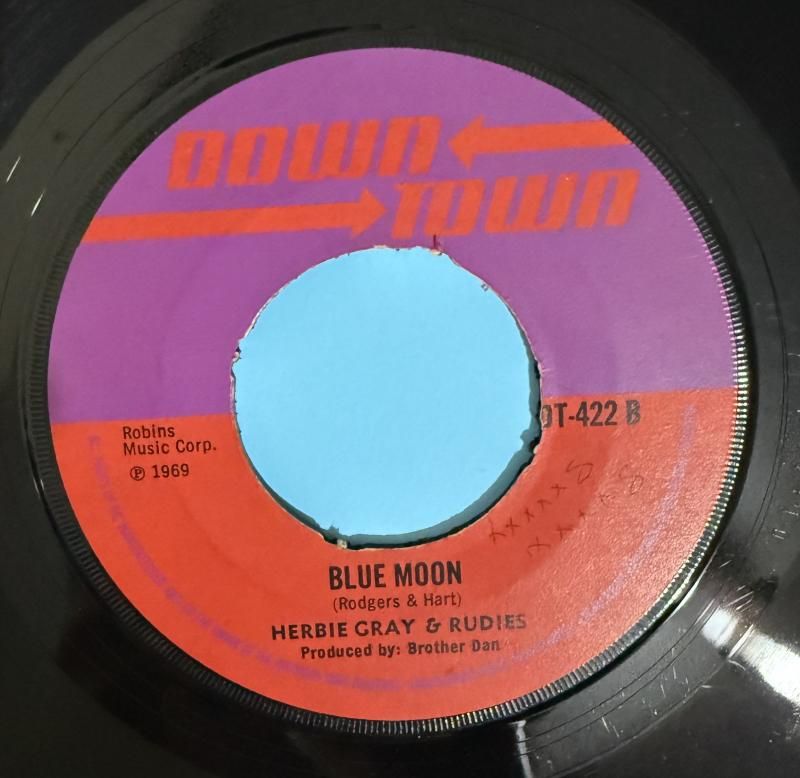 DOWN
TOWN
Robins
Music Corp.
℗ 1969
DT-422 B
BLUE MOON
(Rodgers & Hart)
HERBIE GRAY & RUDIES
Produced by: Brother Dan